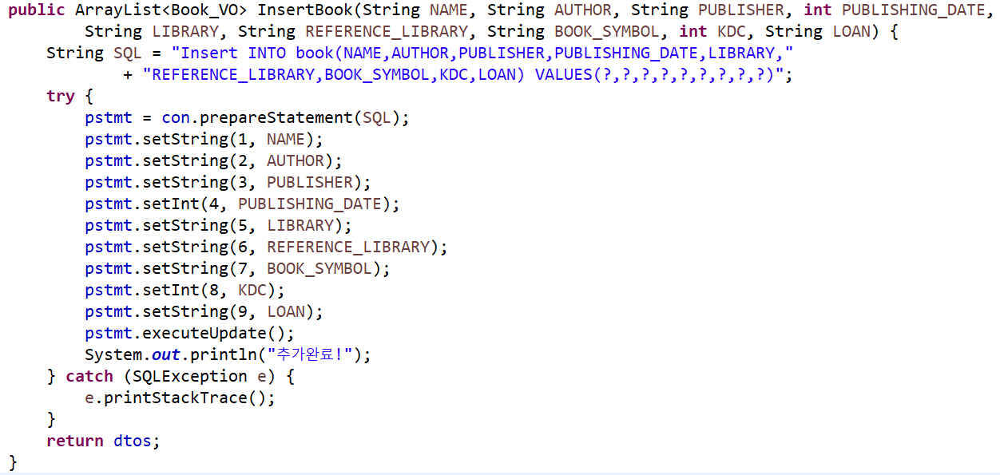 public ArrayList<Book_VO> InsertBook(String NAME, String AUTHOR, String PUBLISHER, int PUBLISHING_DATE,
String LIBRARY, String REFERENCE_LIBRARY, String BOOK_SYMBOL, int KDC, String LOAN) {
String SQL = "Insert INTO book(NAME,AUTHOR,PUBLISHER,PUBLISHING_DATE,LIBRARY,"
+ "REFERENCE_LIBRARY,BOOK_SYMBOL,KDC,LOAN) VALUES(?,?,?,?,?,?,?,?,?)";
try {
pstmt = con.prepareStatement(SQL);
pstmt.setString(1, NAME);
pstmt.setString(2, AUTHOR);
pstmt.setString(3, PUBLISHER);
pstmt.setInt(4, PUBLISHING_DATE);
pstmt.setString(5, LIBRARY);
pstmt.setString(6, REFERENCE_LIBRARY);
pstmt.setString(7, BOOK_SYMBOL);
pstmt.setInt(8, KDC);
pstmt.setString(9, LOAN);
pstmt.executeUpdate();
System.out.println("추가완료!");
} catch (SQLException e) {
e.printStackTrace();
}
return dtos;
}